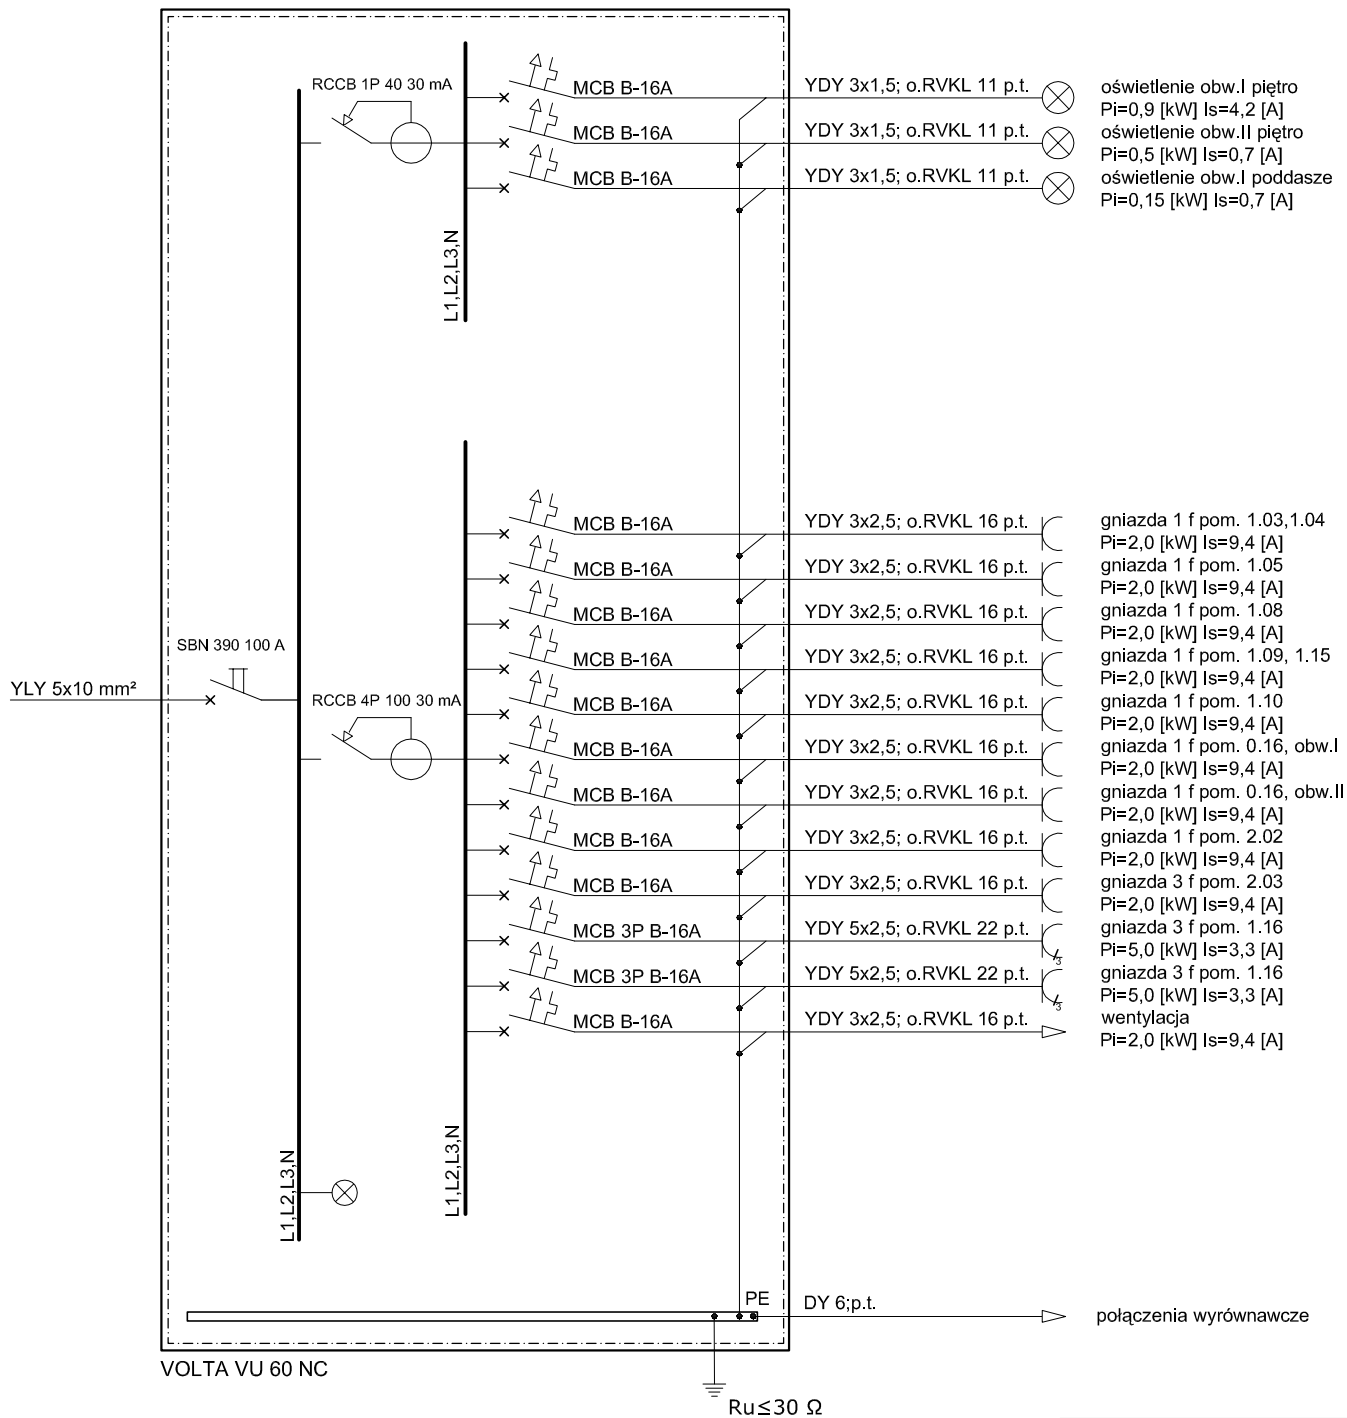 RCCB 1P 40 30 mA
MCB B-16A
YDY 3x1,5; o.RVKL 11 p.t.
oświetlenie obw.I piętro
Pi=0,9 [kW] Is=4,2 [A]
MCB B-16A
YDY 3x1,5; o.RVKL 11 p.t.
oświetlenie obw.II piętro
Pi=0,5 [kW] Is=0,7 [A]
MCB B-16A
YDY 3x1,5; o.RVKL 11 p.t.
oświetlenie obw.I poddasze
Pi=0,15 [kW] Is=0,7 [A]
L1,L2,L3,N
MCB B-16A
YDY 3x2,5; o.RVKL 16 p.t.
gniazda 1 f pom. 1.03,1.04
Pi=2,0 [kW] Is=9,4 [A]
MCB B-16A
YDY 3x2,5; o.RVKL 16 p.t.
gniazda 1 f pom. 1.05
Pi=2,0 [kW] Is=9,4 [A]
MCB B-16A
YDY 3x2,5; o.RVKL 16 p.t.
gniazda 1 f pom. 1.08
Pi=2,0 [kW] Is=9,4 [A]
SBN 390 100 A
YLY 5x10 mm²
MCB B-16A
YDY 3x2,5; o.RVKL 16 p.t.
gniazda 1 f pom. 1.09, 1.15
Pi=2,0 [kW] Is=9,4 [A]
RCCB 4P 100 30 mA
MCB B-16A
YDY 3x2,5; o.RVKL 16 p.t.
gniazda 1 f pom. 1.10
Pi=2,0 [kW] Is=9,4 [A]
MCB B-16A
YDY 3x2,5; o.RVKL 16 p.t.
gniazda 1 f pom. 0.16, obw.I
Pi=2,0 [kW] Is=9,4 [A]
MCB B-16A
YDY 3x2,5; o.RVKL 16 p.t.
gniazda 1 f pom. 0.16, obw.II
Pi=2,0 [kW] Is=9,4 [A]
MCB B-16A
YDY 3x2,5; o.RVKL 16 p.t.
gniazda 1 f pom. 2.02
Pi=2,0 [kW] Is=9,4 [A]
MCB B-16A
YDY 3x2,5; o.RVKL 16 p.t.
gniazda 3 f pom. 2.03
Pi=2,0 [kW] Is=9,4 [A]
MCB 3P B-16A
YDY 5x2,5; o.RVKL 22 p.t.
3
gniazda 3 f pom. 1.16
Pi=5,0 [kW] Is=3,3 [A]
MCB 3P B-16A
YDY 5x2,5; o.RVKL 22 p.t.
3
gniazda 3 f pom. 1.16
Pi=5,0 [kW] Is=3,3 [A]
MCB B-16A
YDY 3x2,5; o.RVKL 16 p.t.
wentylacja
Pi=2,0 [kW] Is=9,4 [A]
L1,L2,L3,N
L1,L2,L3,N
PE
DY 6;p.t.
połączenia wyrównawcze
VOLTA VU 60 NC
Ru≤30 Ω